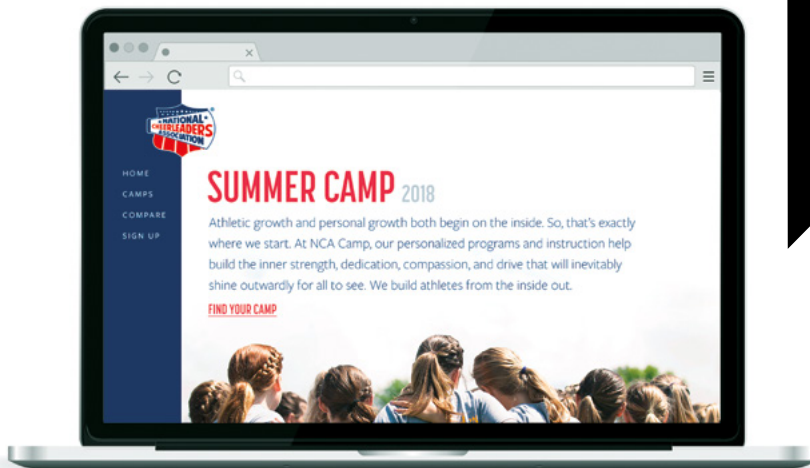 NATIONAL
CHEERLEADERS
ASSOCIATION
®
HOME
CAMPS
COMPARE
SIGN UP
SUMMER CAMP 2018
Athletic growth and personal growth both begin on the inside. So, that's exactly
where we start. At NCA Camp, our personalized programs and instruction help
build the inner strength, dedication, compassion, and drive that will inevitably
shine outwardly for all to see. We build athletes from the inside out.
FIND YOUR CAMP